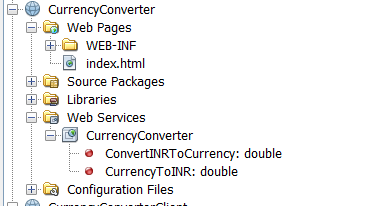 CurrencyConverter
Web Pages
WEB-INF
index.html
Source Packages
Libraries
Web Services
CurrencyConverter
ConvertINRToCurrency: double
CurrencyToINR: double
Configuration Files
CurrencyConverterClient